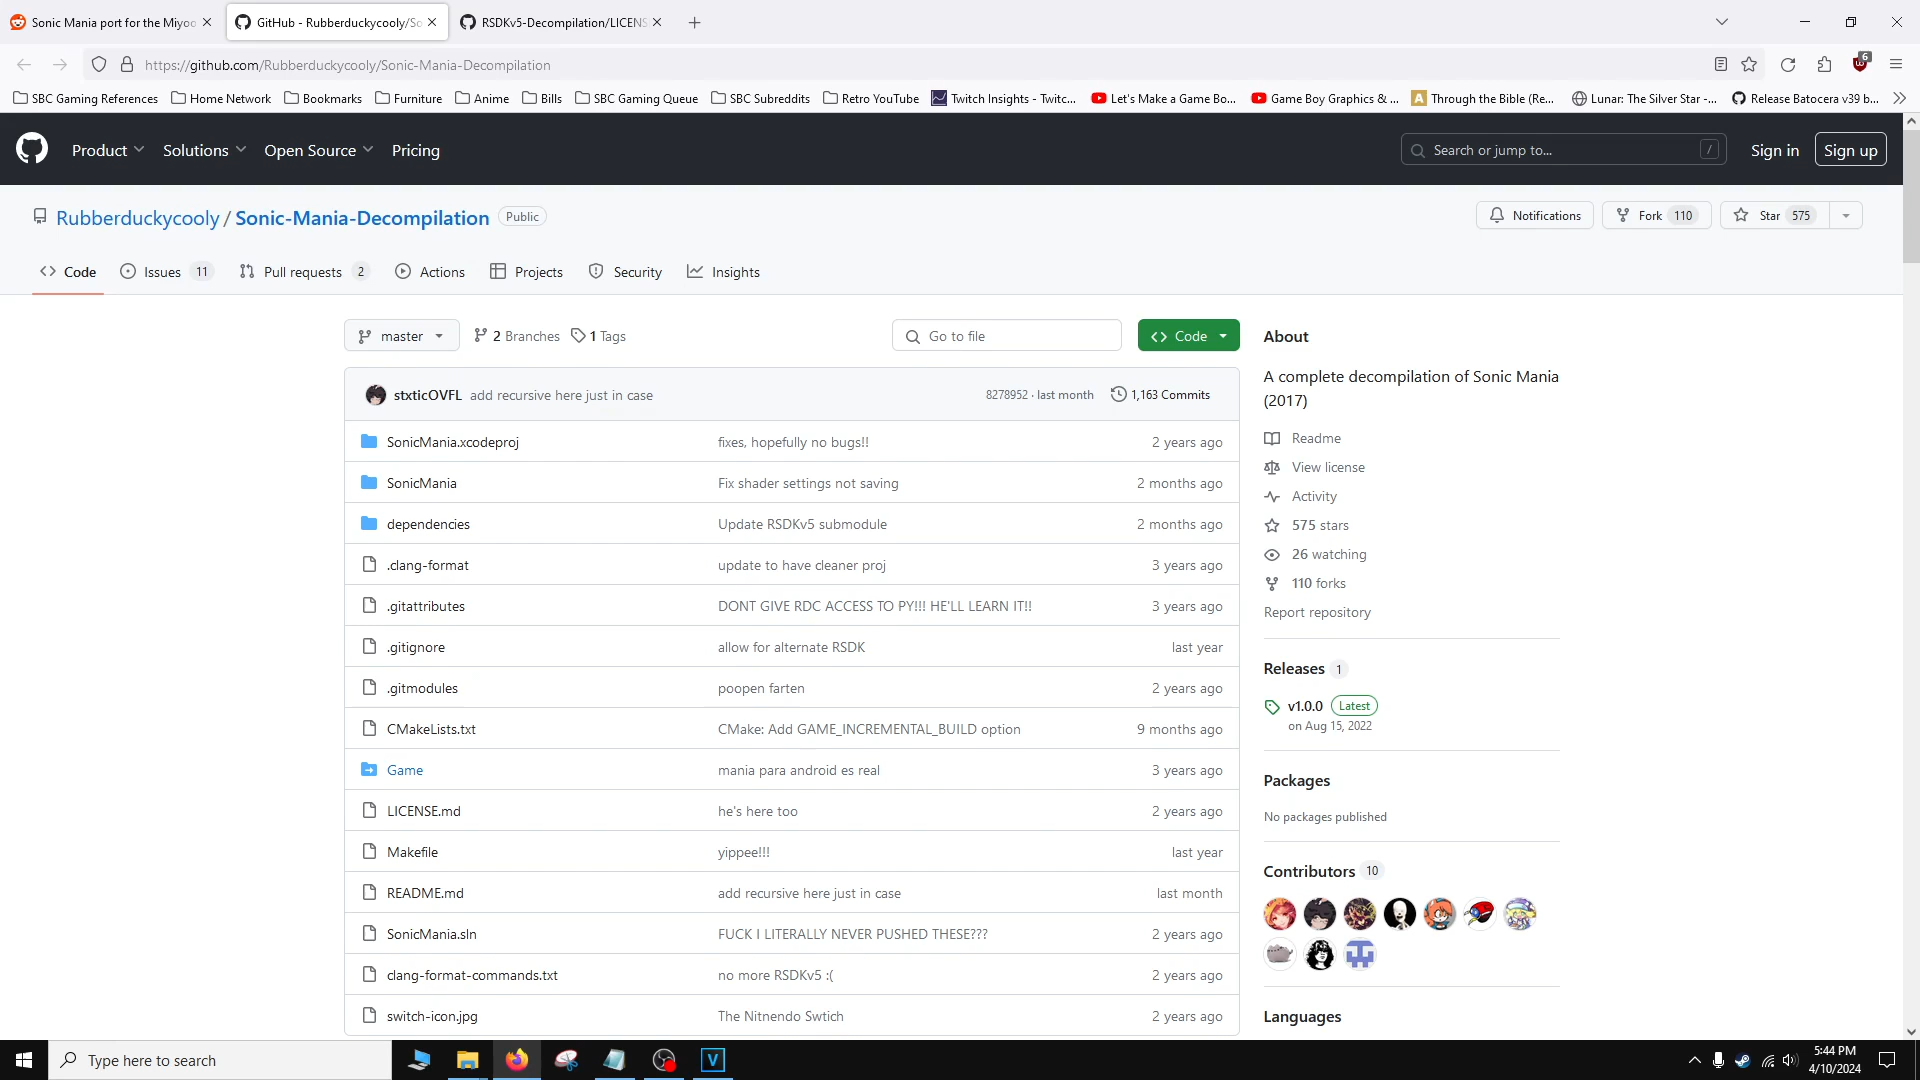 Sonic Mania port for the Miyoo
GitHub - Rubberduckycooly/So
RSDKv5-Decompilation/LICENS
https://github.com/Rubberduckycooly/Sonic-Mania-Decompilation
6
SBC Gaming References
Home Network
Bookmarks
Furniture
Anime
Bills
SBC Gaming Queue
SBC Subreddits
Retro YouTube
Twitch Insights - Twitc...
Let's Make a Game Bo...
Game Boy Graphics & ...
A
Through the Bible (Re...
Lunar: The Silver Star -...
Release Batocera v39 b...
Product
Solutions
Open Source
Pricing
Search or jump to...
/
Sign in
Sign up
Rubberduckycooly / Sonic-Mania-Decompilation
Public
Notifications
Fork 110
Star 575
Code
Issues 11
Pull requests 2
Actions
Projects
Security
Insights
master
2 Branches
1 Tags
Go to file
Code
stxticOVFL add recursive here just in case 8278952 · last month 1,163 Commits
SonicMania.xcodeproj fixes, hopefully no bugs!! 2 years ago
SonicMania Fix shader settings not saving 2 months ago
dependencies Update RSDKv5 submodule 2 months ago
.clang-format update to have cleaner proj 3 years ago
.gitattributes DONT GIVE RDC ACCESS TO PY!!! HE'LL LEARN IT!! 3 years ago
.gitignore allow for alternate RSDK last year
.gitmodules poopen farten 2 years ago
CMakeLists.txt CMake: Add GAME_INCREMENTAL_BUILD option 9 months ago
Game mania para android es real 3 years ago
LICENSE.md he's here too 2 years ago
Makefile yippee!!! last year
README.md add recursive here just in case last month
SonicMania.sln FUCK I LITERALLY NEVER PUSHED THESE??? 2 years ago
clang-format-commands.txt no more RSDKv5 :( 2 years ago
switch-icon.jpg The Nitnendo Swtich 2 years ago
About
A complete decompilation of Sonic Mania
(2017)
Readme
View license
Activity
575 stars
26 watching
110 forks
Report repository
Releases 1
v1.0.0 Latest
on Aug 15, 2022
Packages
No packages published
Contributors 10
Languages
Type here to search
V
5:44 PM
4/10/2024